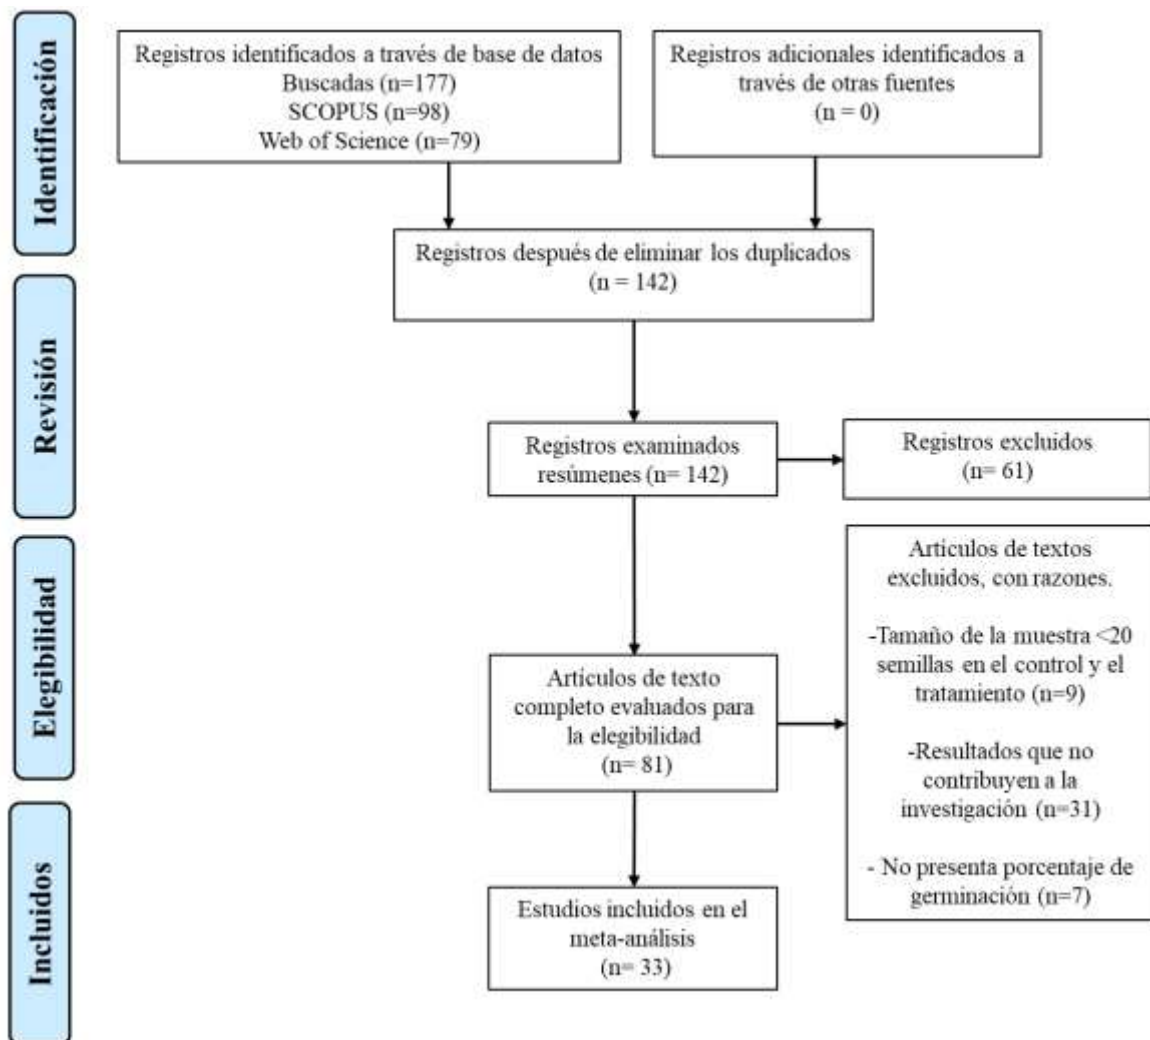 Identificación
Registros identificados a través de base de datos
Buscadas (n=177)
SCOPUS (n=98)
Web of Science (n=79)
Registros adicionales identificados a
través de otras fuentes
(n = 0)
Registros después de eliminar los duplicados
(n = 142)
Revisión
Registros examinados
resúmenes (n= 142)
Registros excluidos
(n= 61)
Elegibilidad
Artículos de texto
completo evaluados para
la elegibilidad
(n= 81)
Artículos de textos
excluidos, con razones.
-Tamaño de la muestra <20
semillas en el control y el
tratamiento (n=9)
-Resultados que no
contribuyen a la
investigación (n=31)
- No presenta porcentaje de
germinación (n=7)
Incluidos
Estudios incluidos en el
meta-análisis
(n= 33)